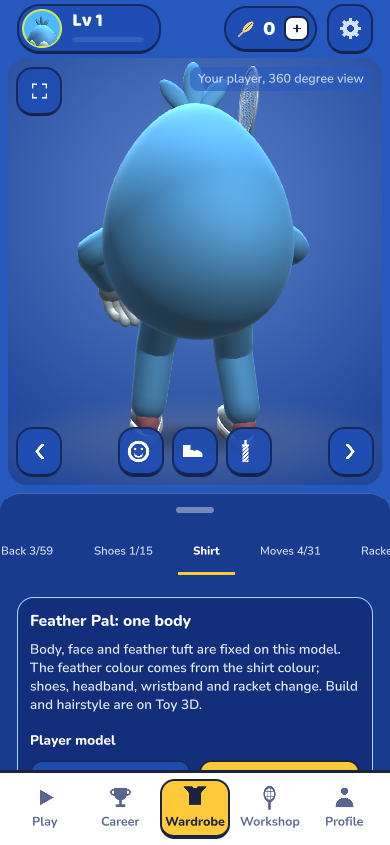 Lv 1
0
+
Your player, 360 degree view
Back 3/59
Shoes 1/15
Shirt
Moves 4/31
Racke
Feather Pal: one body
Body, face and feather tuft are fixed on this model.
The feather colour comes from the shirt colour;
shoes, headband, wristband and racket change. Build
and hairstyle are on Toy 3D.
Player model
Play
Career
Wardrobe
Workshop
Profile